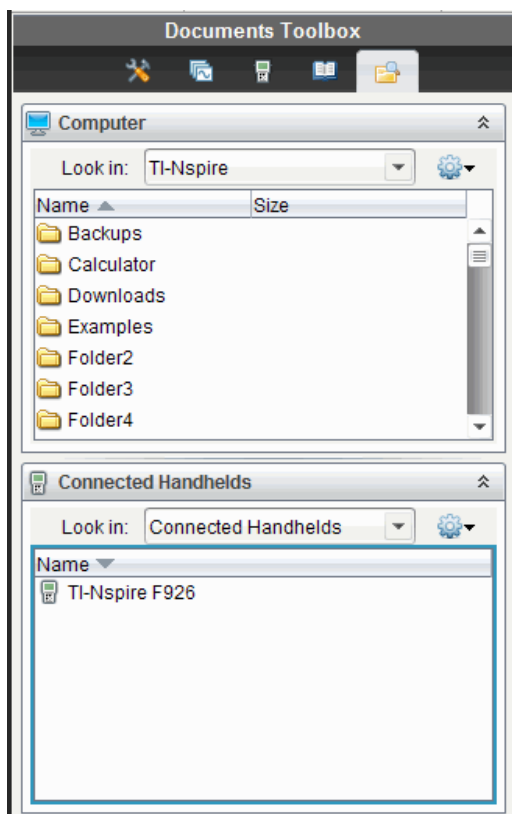 Documents Toolbox
Computer
Look in: TI-Nspire
Name Size
Backups
Calculator
Downloads
Examples
Folder2
Folder3
Folder4
Connected Handhelds
Look in: Connected Handhelds
Name
TI-Nspire F926